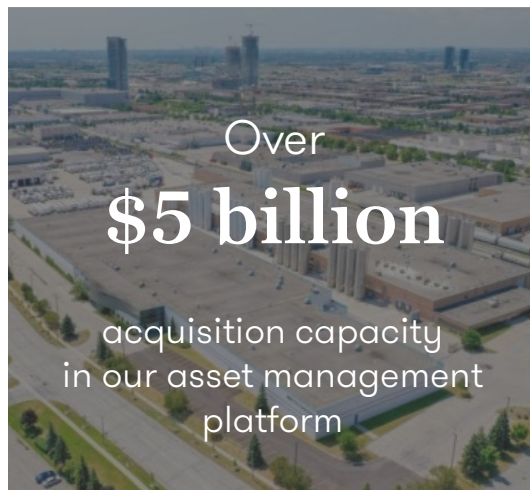 Over
$5 billion
acquisition capacity
in our asset management
platform